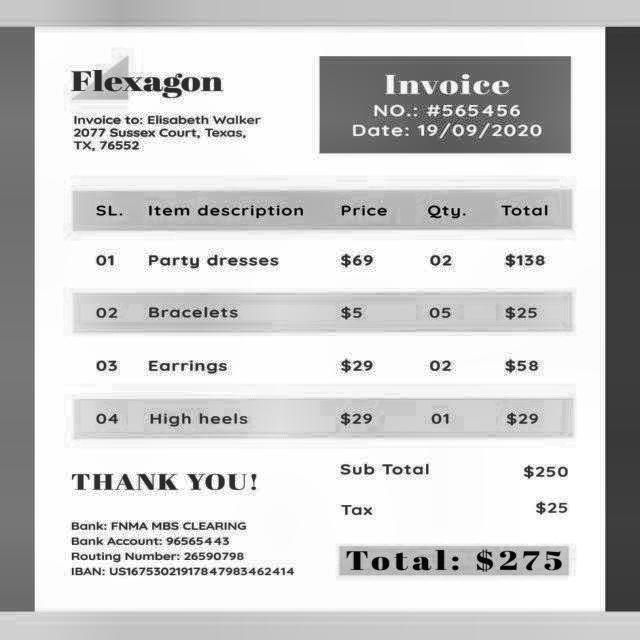 Flexagon
Invoice to: Elisabeth Walker
2077 Sussex Court, Texas,
TX, 76552
Invoice
NO.: #565456
Date: 19/09/2020
SL. Item description Price Qty. Total
01 Party dresses $69 02 $138
02 Bracelets $5 05 $25
03 Earrings $29 02 $58
04 High heels $29 01 $29
Sub Total $250
Tax $25
Total: $275
THANK YOU!
Bank: FNMA MBS CLEARING
Bank Account: 96565443
Routing Number: 26590798
IBAN: US16753021917847983462414